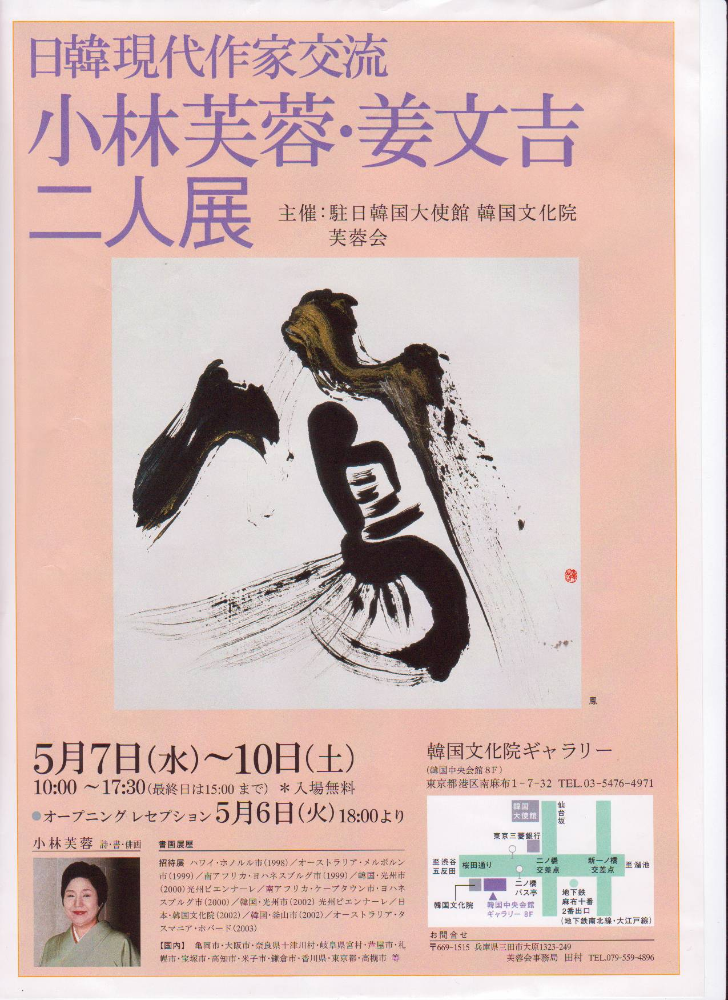 日韓現代作家交流
小林芙蓉・姜文吉
二人展
主催：駐日韓国大使館 韓国文化院
芙蓉会
鳳
5月7日（水）～10日（土）
10:00 ～17:30（最終日は15:00 まで） ＊入場無料
●オープニング レセプション 5月6日（火）18:00より
小林芙蓉 詩・書・俳画
書画展歴
招待展 ハワイ・ホノルル市（1998）／オーストラリア・メルボルン
市（1999）／南アフリカ・ヨハネスブルグ市（1999）／韓国・光州市
（2000）光州ビエンナーレ／南アフリカ・ケープタウン市・ヨハネ
スブルグ市（2000）／韓国・光州市（2002） 光州ビエンナーレ／日
本・韓国文化院（2002）／韓国・釜山市（2002）／オーストラリア・タ
スマニア・ホバード（2003）
【国内】 亀岡市・大阪市・奈良県十津川村・岐阜県宮村・芦屋市・札
幌市・宝塚市・高知市・米子市・鎌倉市・香川県・東京都・高槻市 等
韓国文化院ギャラリー
（韓国中央会館 8F）
東京都港区南麻布1-7-32 TEL.03-5476-4971
韓国
大使館
仙台坂
東京三菱銀行
至渋谷
五反田
桜田通り
二ノ橋
交差点
新一ノ橋
交差点
至溜池
二ノ橋
バス亭
韓国文化院
韓国中央会館
ギャラリー 8F
地下鉄
麻布十番
2番出口
（地下鉄南北線・大江戸線）
お問合せ
〒669-1515 兵庫県三田市大原1323-249
芙蓉会事務局 田村 TEL.079-559-4896